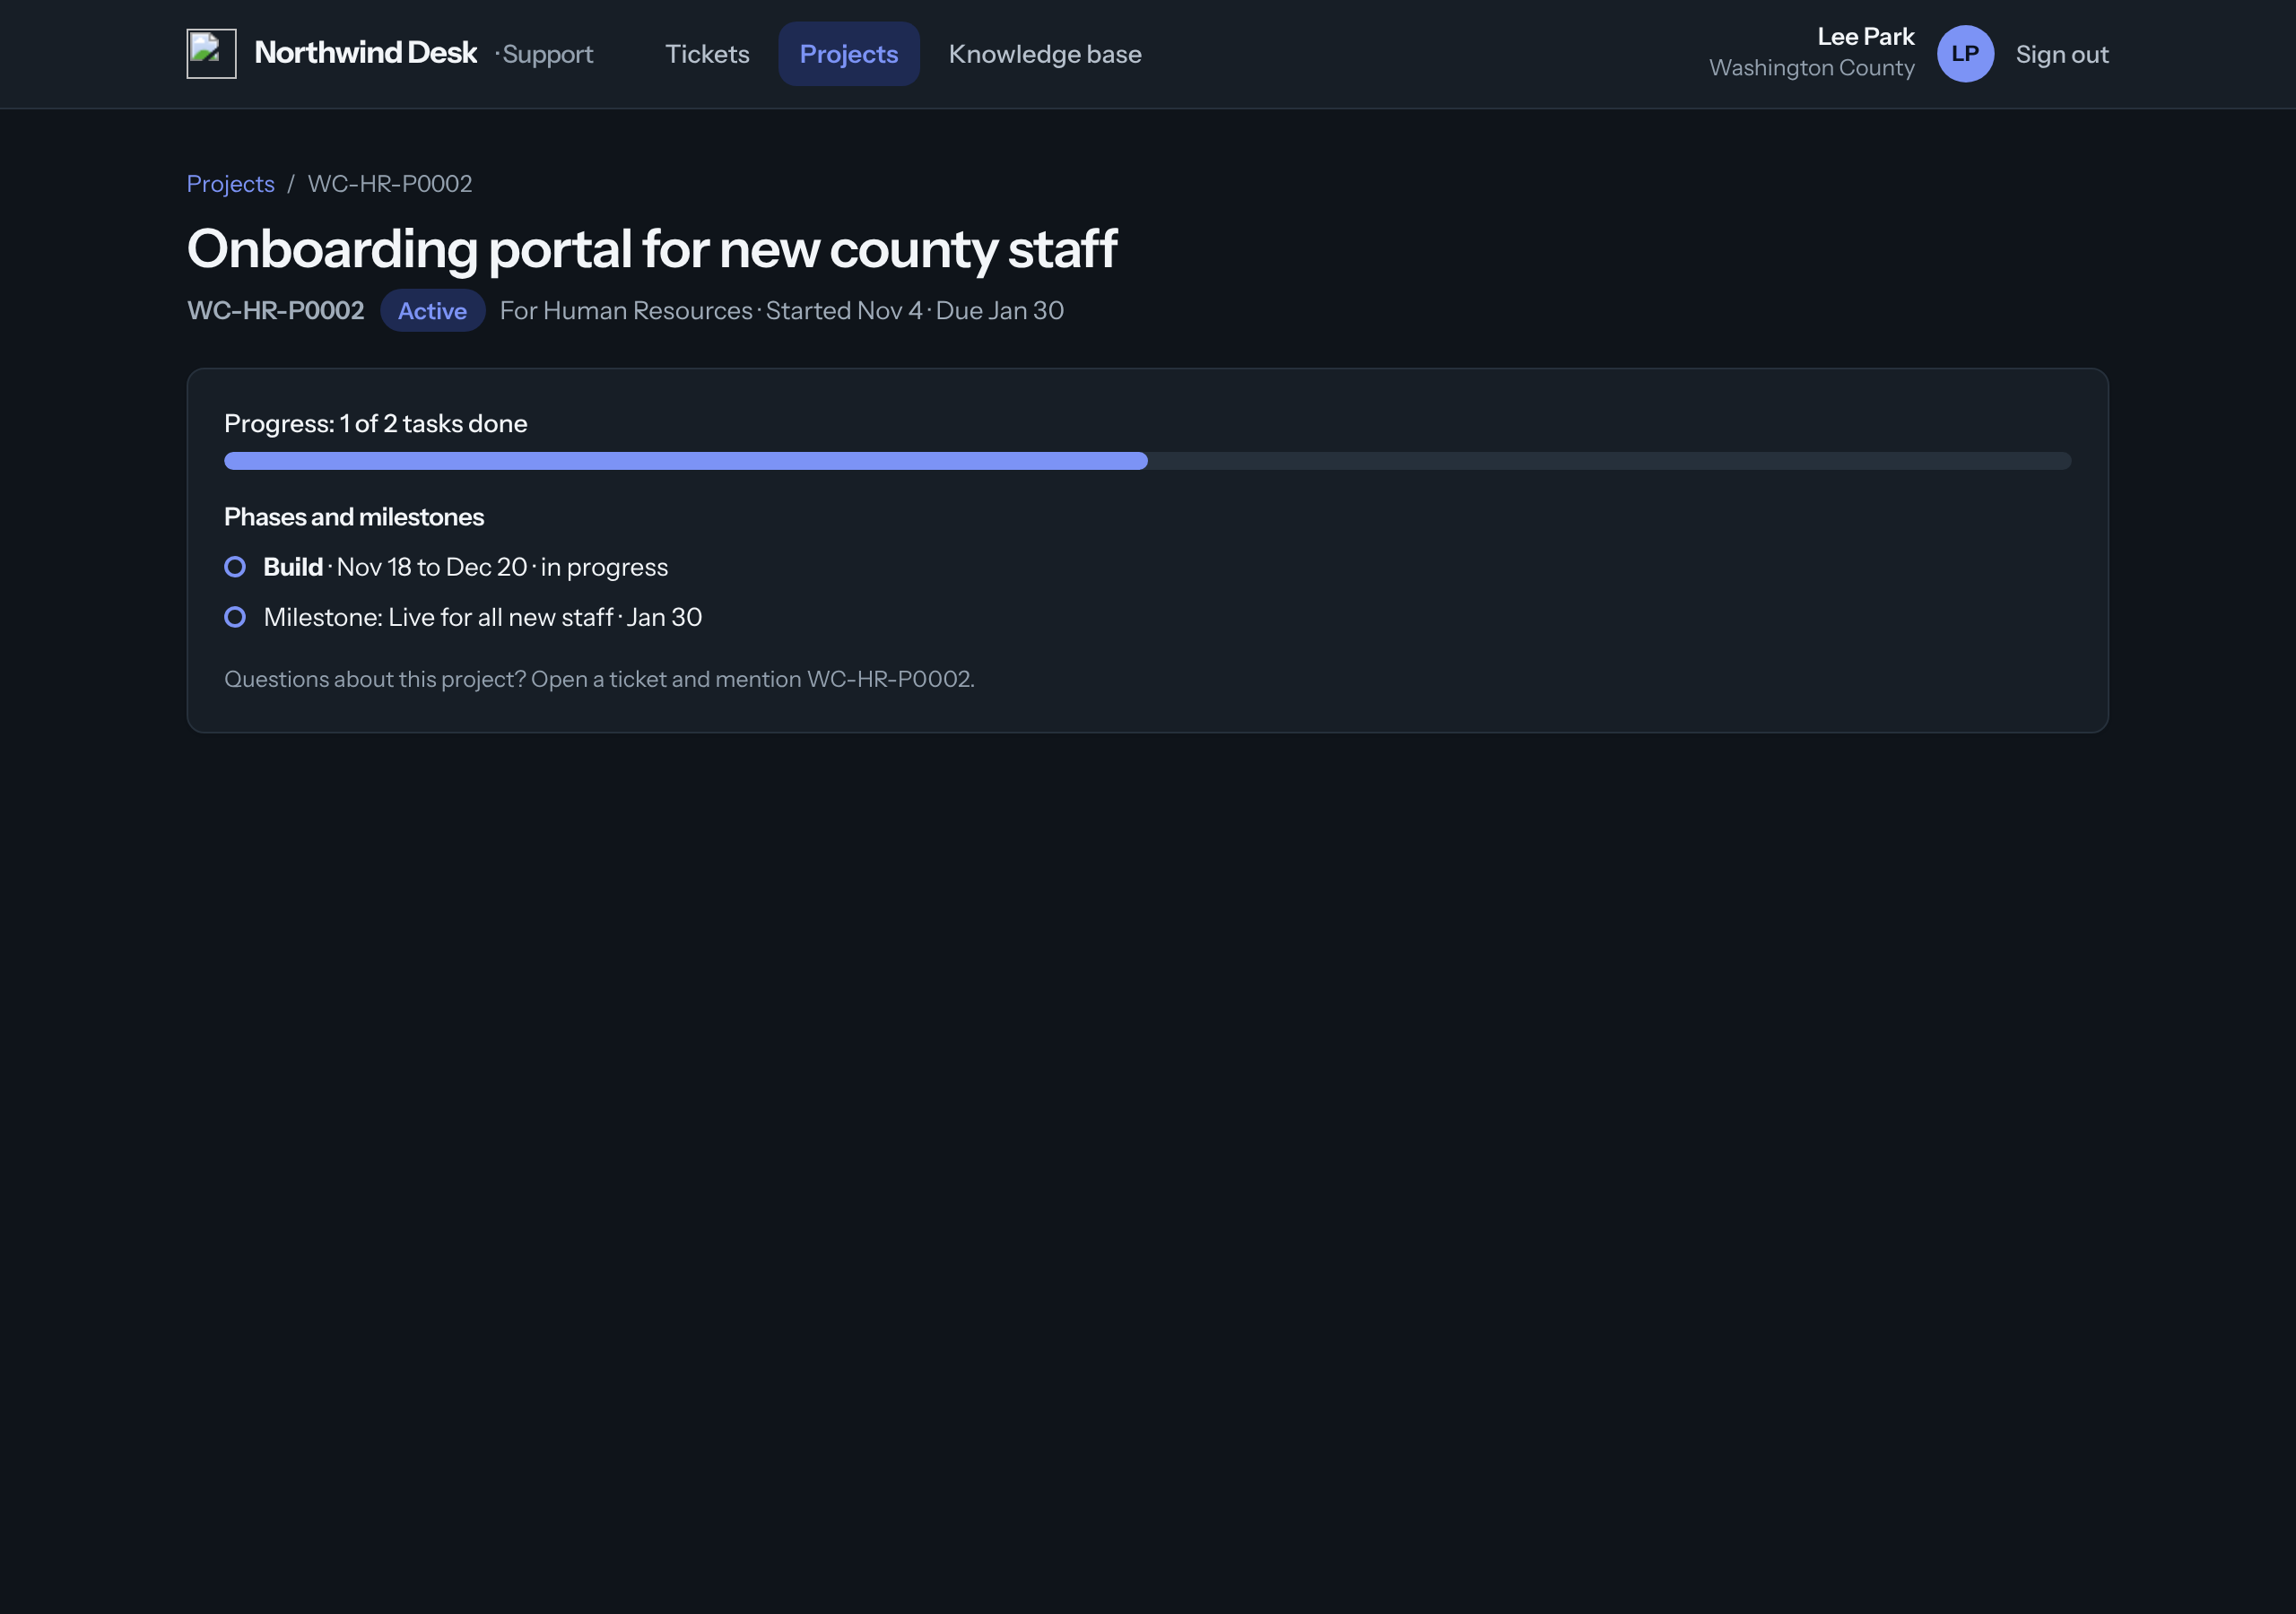 Northwind Desk · Support
Tickets
Projects
Knowledge base
Lee Park
Washington County
LP
Sign out
Projects / WC-HR-P0002
Onboarding portal for new county staff
WC-HR-P0002 Active For Human Resources · Started Nov 4 · Due Jan 30
Progress: 1 of 2 tasks done
Phases and milestones
Build · Nov 18 to Dec 20 · in progress
Milestone: Live for all new staff · Jan 30
Questions about this project? Open a ticket and mention WC-HR-P0002.